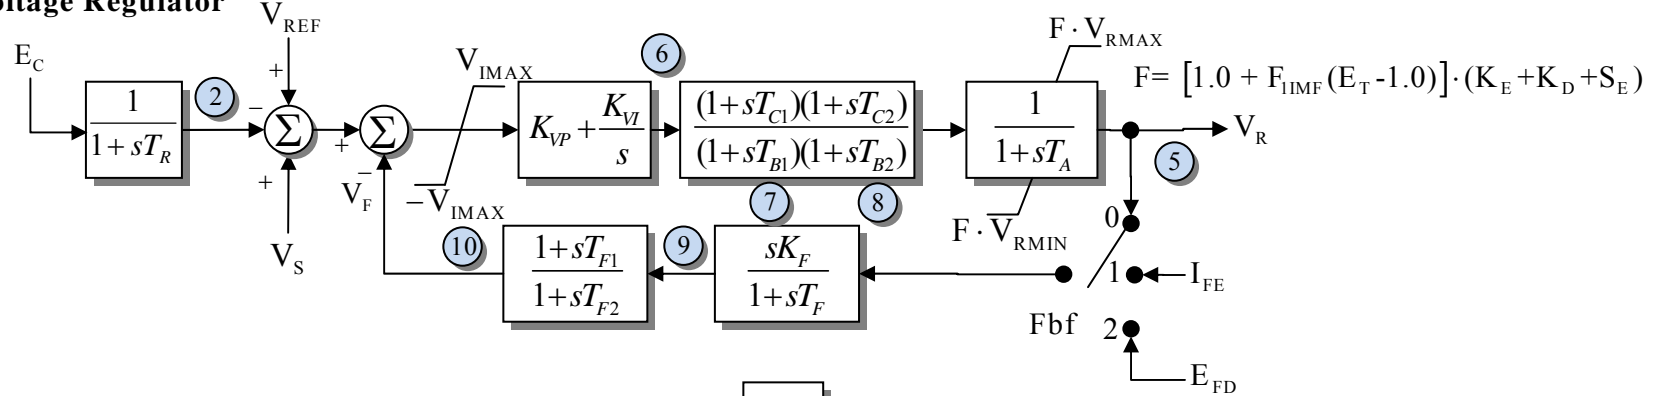 oltage Regulator
V_REF
E_C
V_IMAX
6
F·V_RMAX
F= [1.0 + F_1IMF(E_T-1.0)]·(K_E+K_D+S_E)
+
2
−
1
1+sT_R
Σ
+
Σ
K_VP + K_VI
s
(1+sT_C1)(1+sT_C2)
(1+sT_B1)(1+sT_B2)
1
1+sT_A
V_R
5
+
−
V_F
−V_IMAX
7
8
0
F·V_RMIN
V_S
10
1+sT_F1
1+sT_F2
9
sK_F
1+sT_F
1
I_FE
Fbf
2
E_FD